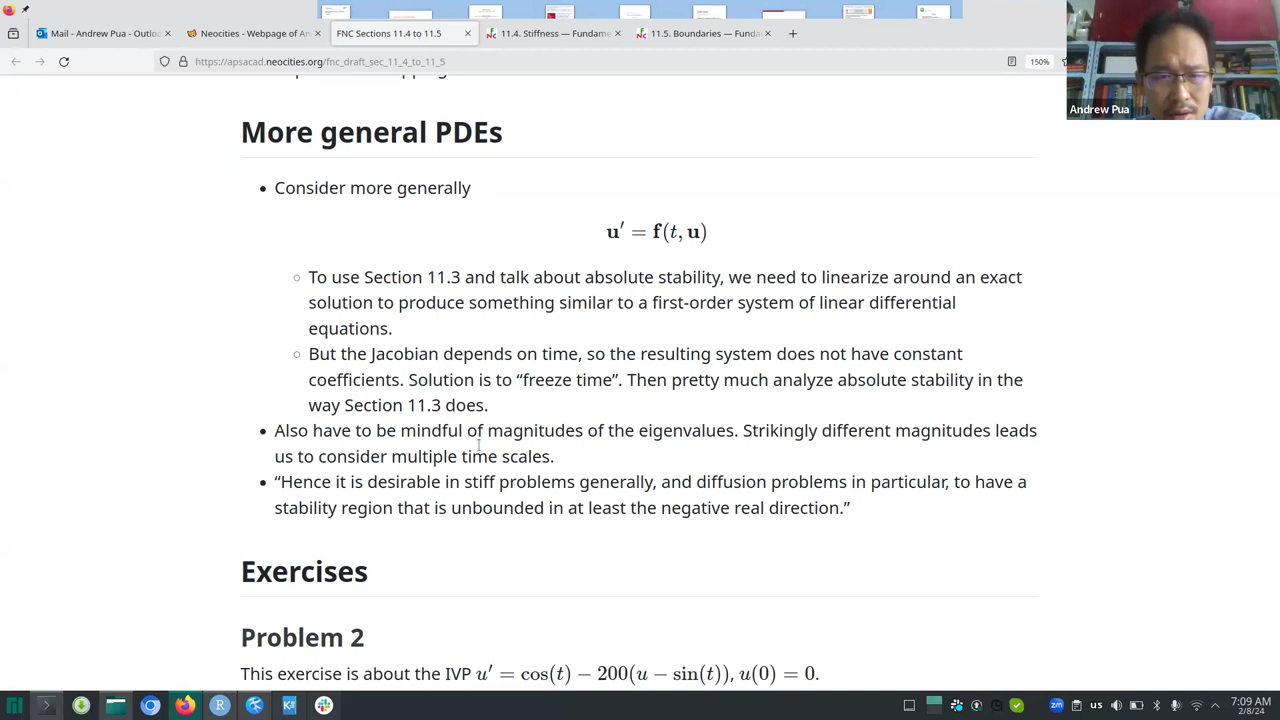 Mail - Andrew Pua - Outloo
Neocities - Webpage of An
FNC Sections 11.4 to 11.5
11.4. Stiffness — Fundame
11.5. Boundaries — Funda
https://apsacad.neocities.org/fnc_draft_sec_11_4_to_11_5
150%
Andrew Pua
More general PDEs
Consider more generally
u′ = f(t, u)
To use Section 11.3 and talk about absolute stability, we need to linearize around an exact
solution to produce something similar to a first-order system of linear differential
equations.
But the Jacobian depends on time, so the resulting system does not have constant
coefficients. Solution is to “freeze time”. Then pretty much analyze absolute stability in the
way Section 11.3 does.
Also have to be mindful of magnitudes of the eigenvalues. Strikingly different magnitudes leads
us to consider multiple time scales.
“Hence it is desirable in stiff problems generally, and diffusion problems in particular, to have a
stability region that is unbounded in at least the negative real direction.”
Exercises
Problem 2
This exercise is about the IVP u′ = cos(t) − 200(u − sin(t)), u(0) = 0.
us
7:09 AM
2/8/24